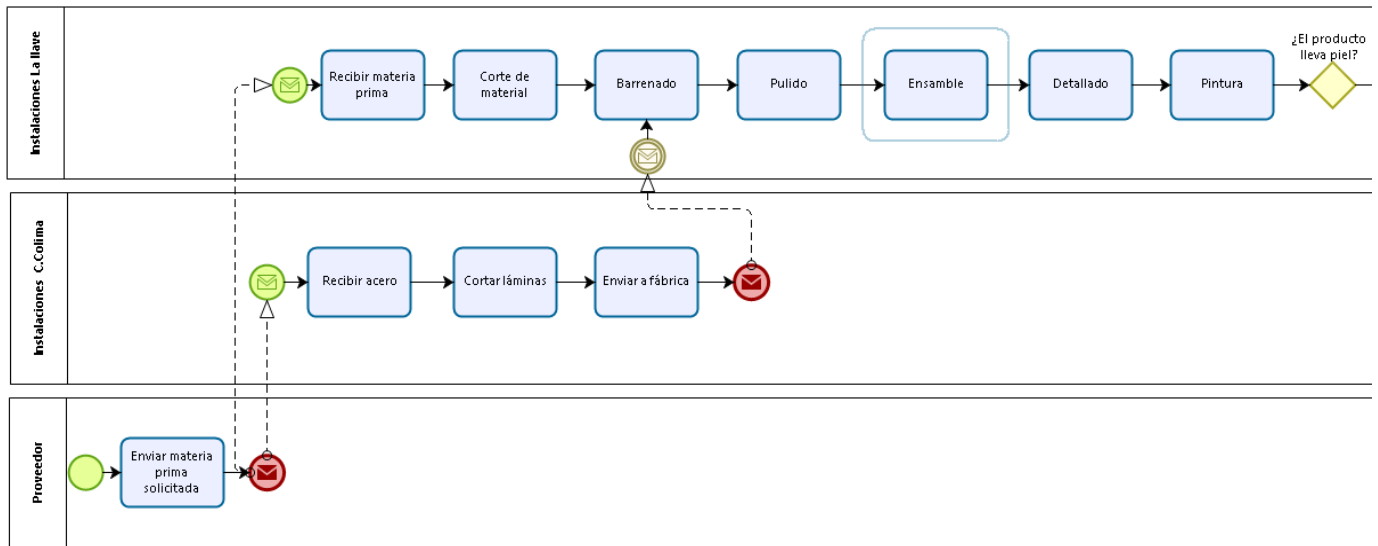 Instalaciones La llave
Recibir materia
prima
Corte de
material
Barrenado
Pulido
Ensamble
Detallado
Pintura
¿El producto
lleva piel?
Instalaciones C.Colima
Recibir acero
Cortar láminas
Enviar a fábrica
Proveedor
Enviar materia
prima
solicitada